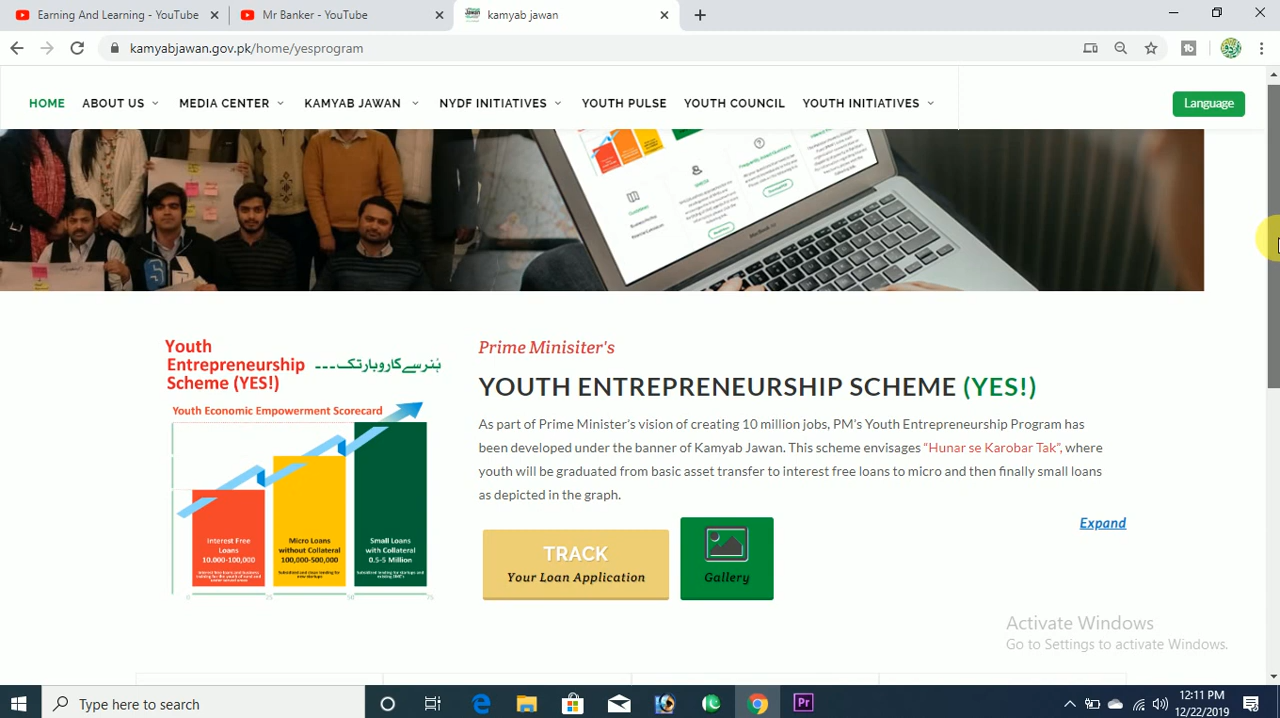 Earning And Learning - YouTube
Mr Banker - YouTube
kamyab jawan
kamyabjawan.gov.pk/home/yesprogram
HOME ABOUT US MEDIA CENTER KAMYAB JAWAN NYDF INITIATIVES YOUTH PULSE YOUTH COUNCIL YOUTH INITIATIVES
Language
Youth
Entrepreneurship
Scheme (YES!)
ہُنر سے کاروبار تک---
Youth Economic Empowerment Scorecard
Interest Free
Loans
10.000-100,000
Micro Loans
without Collateral
100,000-500,000
Small Loans
with Collateral
0.5-5 Million
Prime Minisiter's
YOUTH ENTREPRENEURSHIP SCHEME (YES!)
As part of Prime Minister's vision of creating 10 million jobs, PM's Youth Entrepreneurship Program has
been developed under the banner of Kamyab Jawan. This scheme envisages "Hunar se Karobar Tak", where
youth will be graduated from basic asset transfer to interest free loans to micro and then finally small loans
as depicted in the graph.
Expand
TRACK
Your Loan Application
Gallery
Activate Windows
Go to Settings to activate Windows.
Type here to search
12:11 PM
12/22/2019